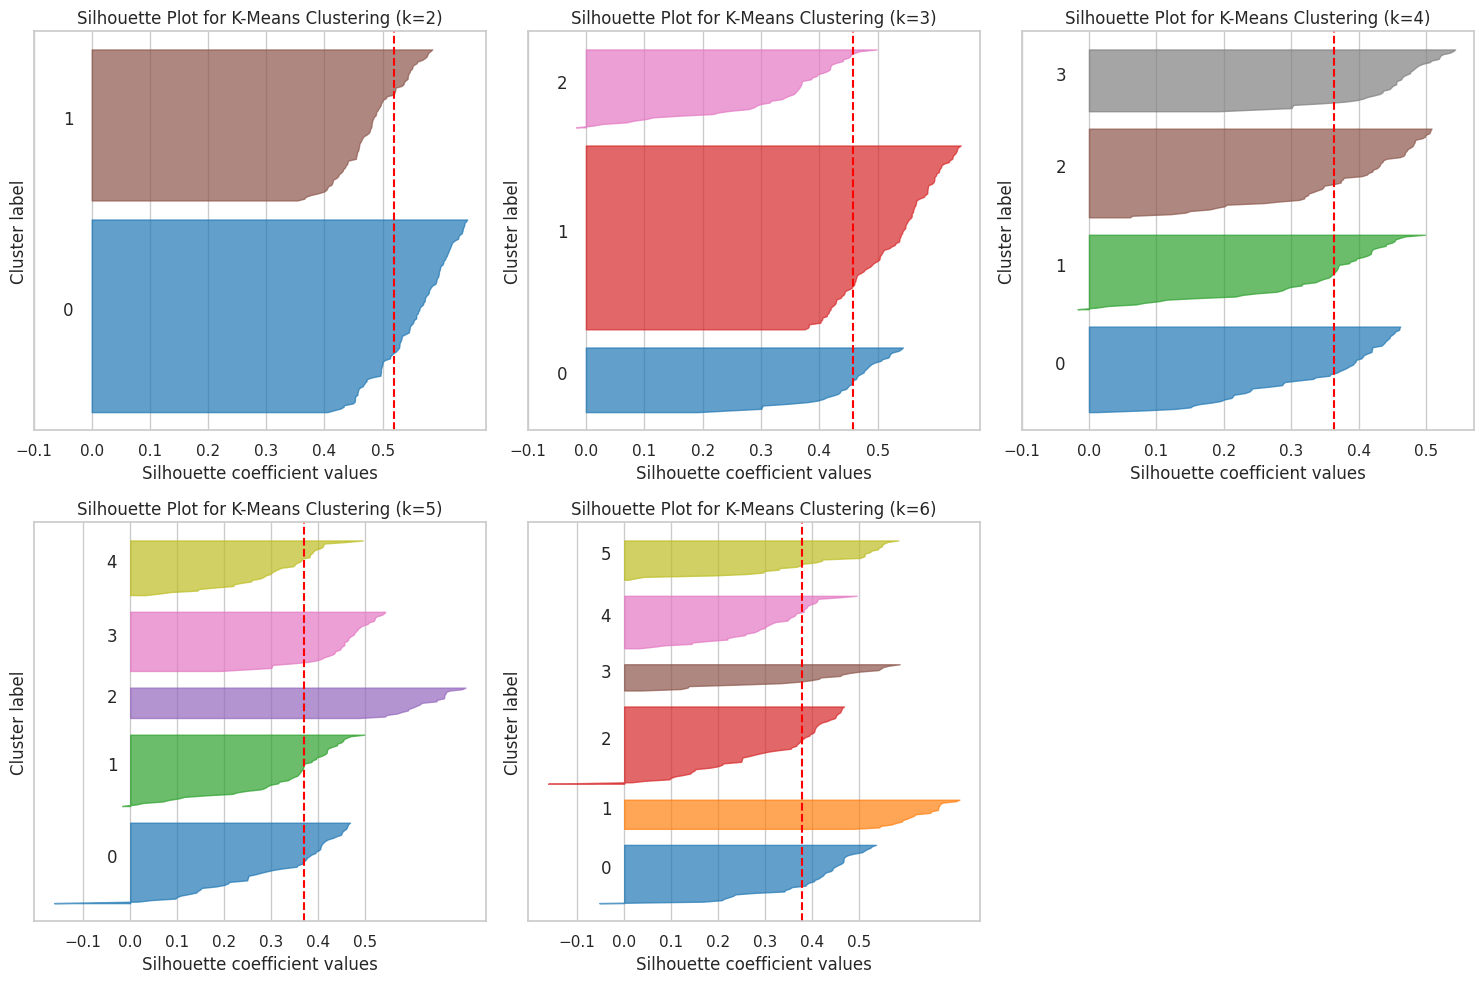 Silhouette Plot for K-Means Clustering (k=2)
Cluster label
1
0
−0.1 0.0 0.1 0.2 0.3 0.4 0.5
Silhouette coefficient values
Silhouette Plot for K-Means Clustering (k=3)
Cluster label
2
1
0
−0.1 0.0 0.1 0.2 0.3 0.4 0.5
Silhouette coefficient values
Silhouette Plot for K-Means Clustering (k=4)
Cluster label
3
2
1
0
−0.1 0.0 0.1 0.2 0.3 0.4 0.5
Silhouette coefficient values
Silhouette Plot for K-Means Clustering (k=5)
Cluster label
4
3
2
1
0
−0.1 0.0 0.1 0.2 0.3 0.4 0.5
Silhouette coefficient values
Silhouette Plot for K-Means Clustering (k=6)
Cluster label
5
4
3
2
1
0
−0.1 0.0 0.1 0.2 0.3 0.4 0.5
Silhouette coefficient values